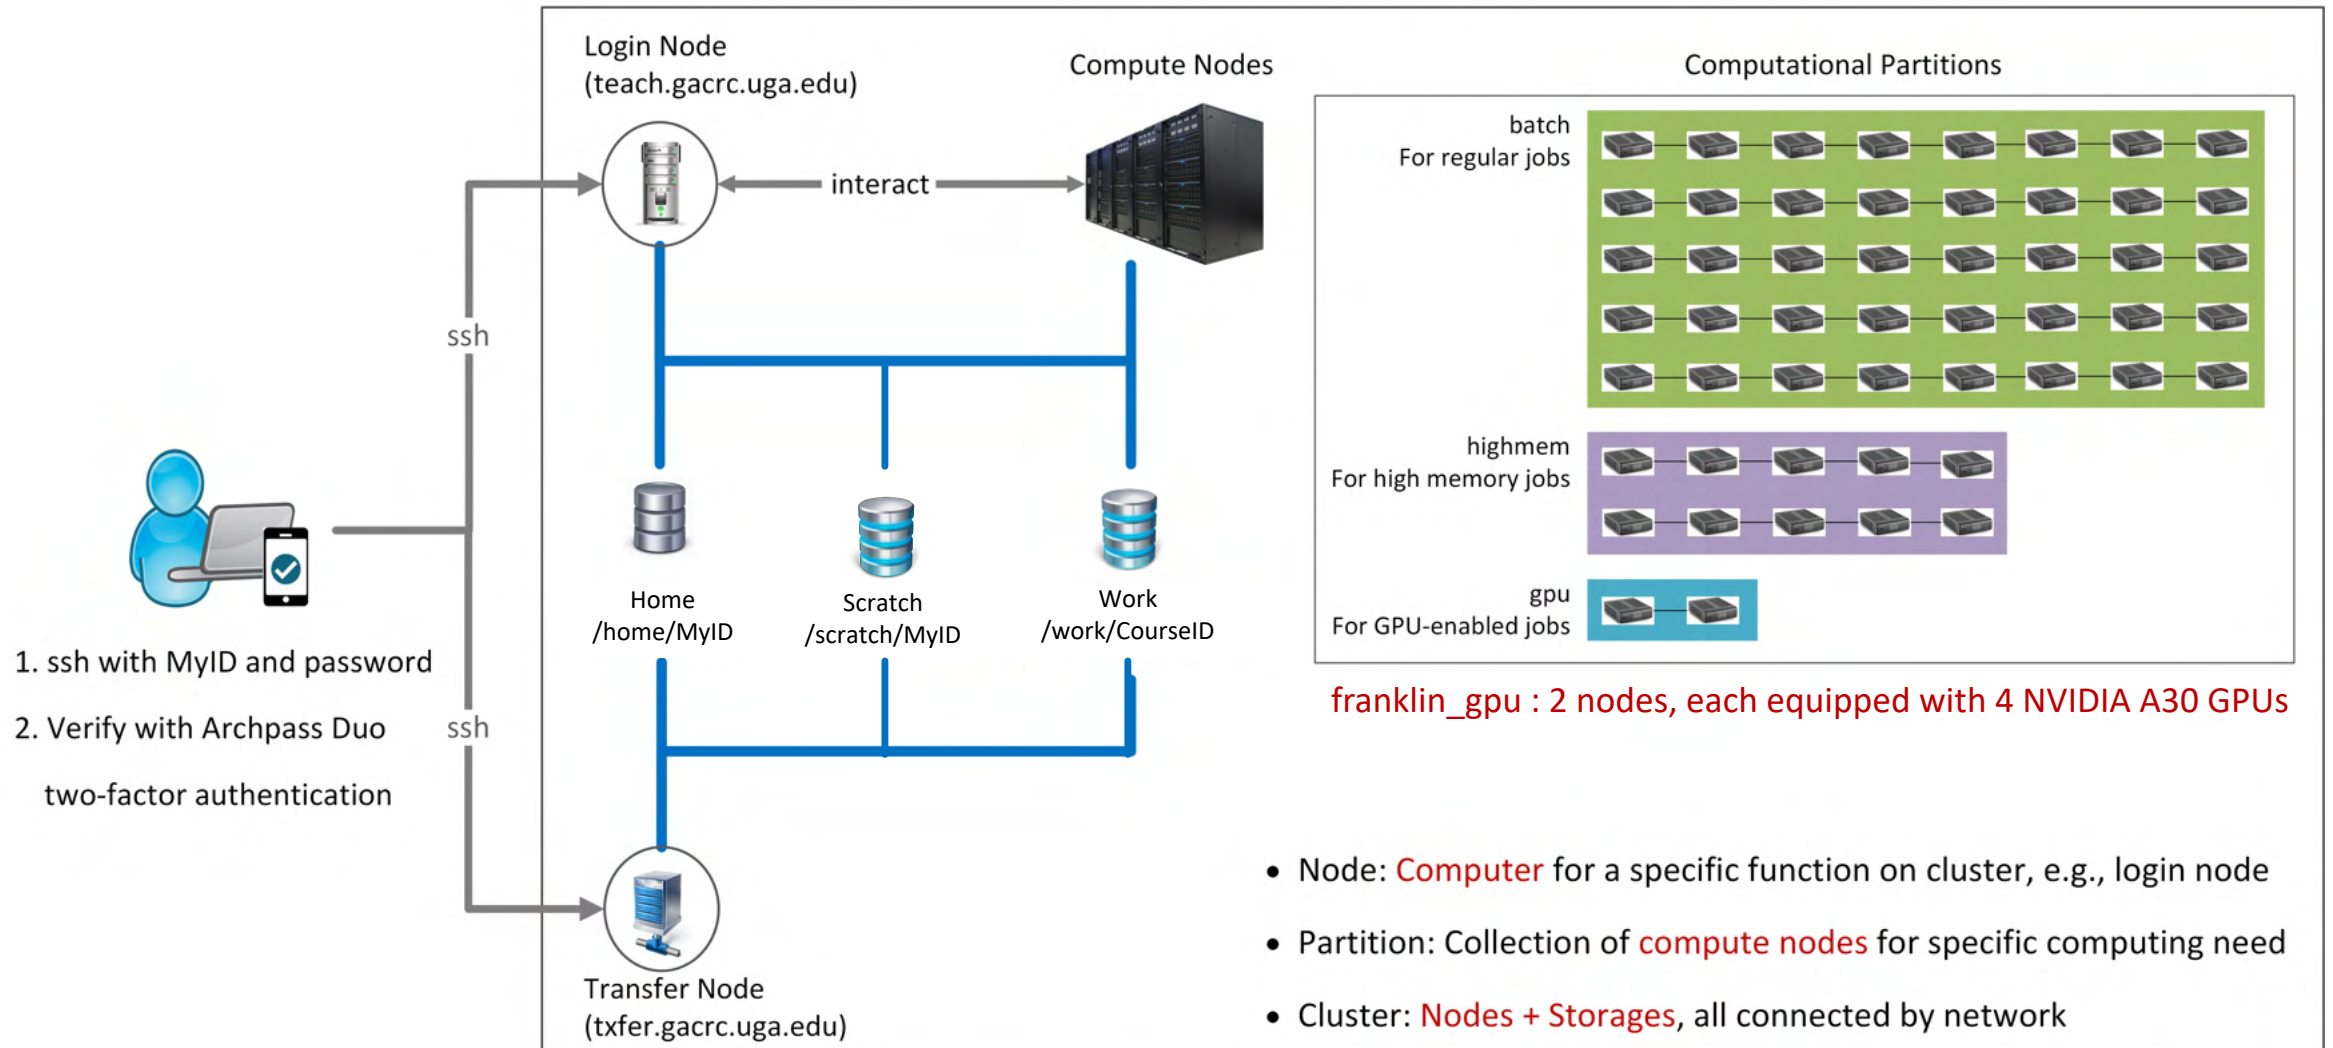 Login Node
(teach.gacrc.uga.edu)
Compute Nodes
Computational Partitions
interact
batch
For regular jobs
highmem
For high memory jobs
gpu
For GPU-enabled jobs
franklin_gpu : 2 nodes, each equipped with 4 NVIDIA A30 GPUs
ssh
ssh
1. ssh with MyID and password
2. Verify with Archpass Duo
two-factor authentication
Home
/home/MyID
Scratch
/scratch/MyID
Work
/work/CourseID
Transfer Node
(txfer.gacrc.uga.edu)
• Node: Computer for a specific function on cluster, e.g., login node
• Partition: Collection of compute nodes for specific computing need
• Cluster: Nodes + Storages, all connected by network